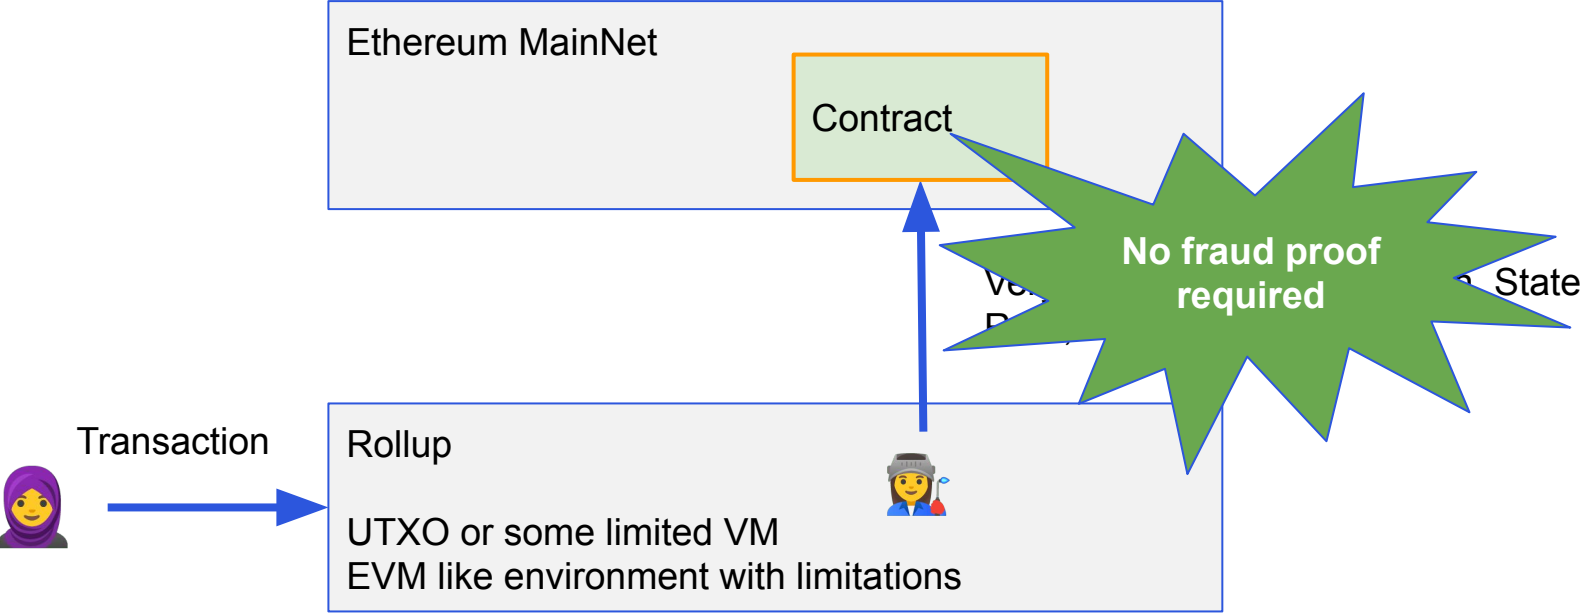 Ethereum MainNet
Contract
No fraud proof
required
State
Transaction
Rollup
UTXO or some limited VM
EVM like environment with limitations